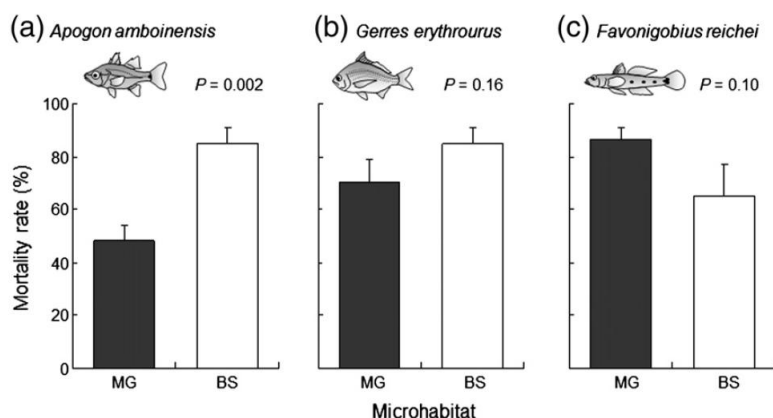 (a) Apogon amboinensis
(b) Gerres erythrourus
(c) Favonigobius reichei
P = 0.002
P = 0.16
P = 0.10
Mortality rate (%)
100
80
60
40
20
0
MG BS
MG BS
MG BS
Microhabitat